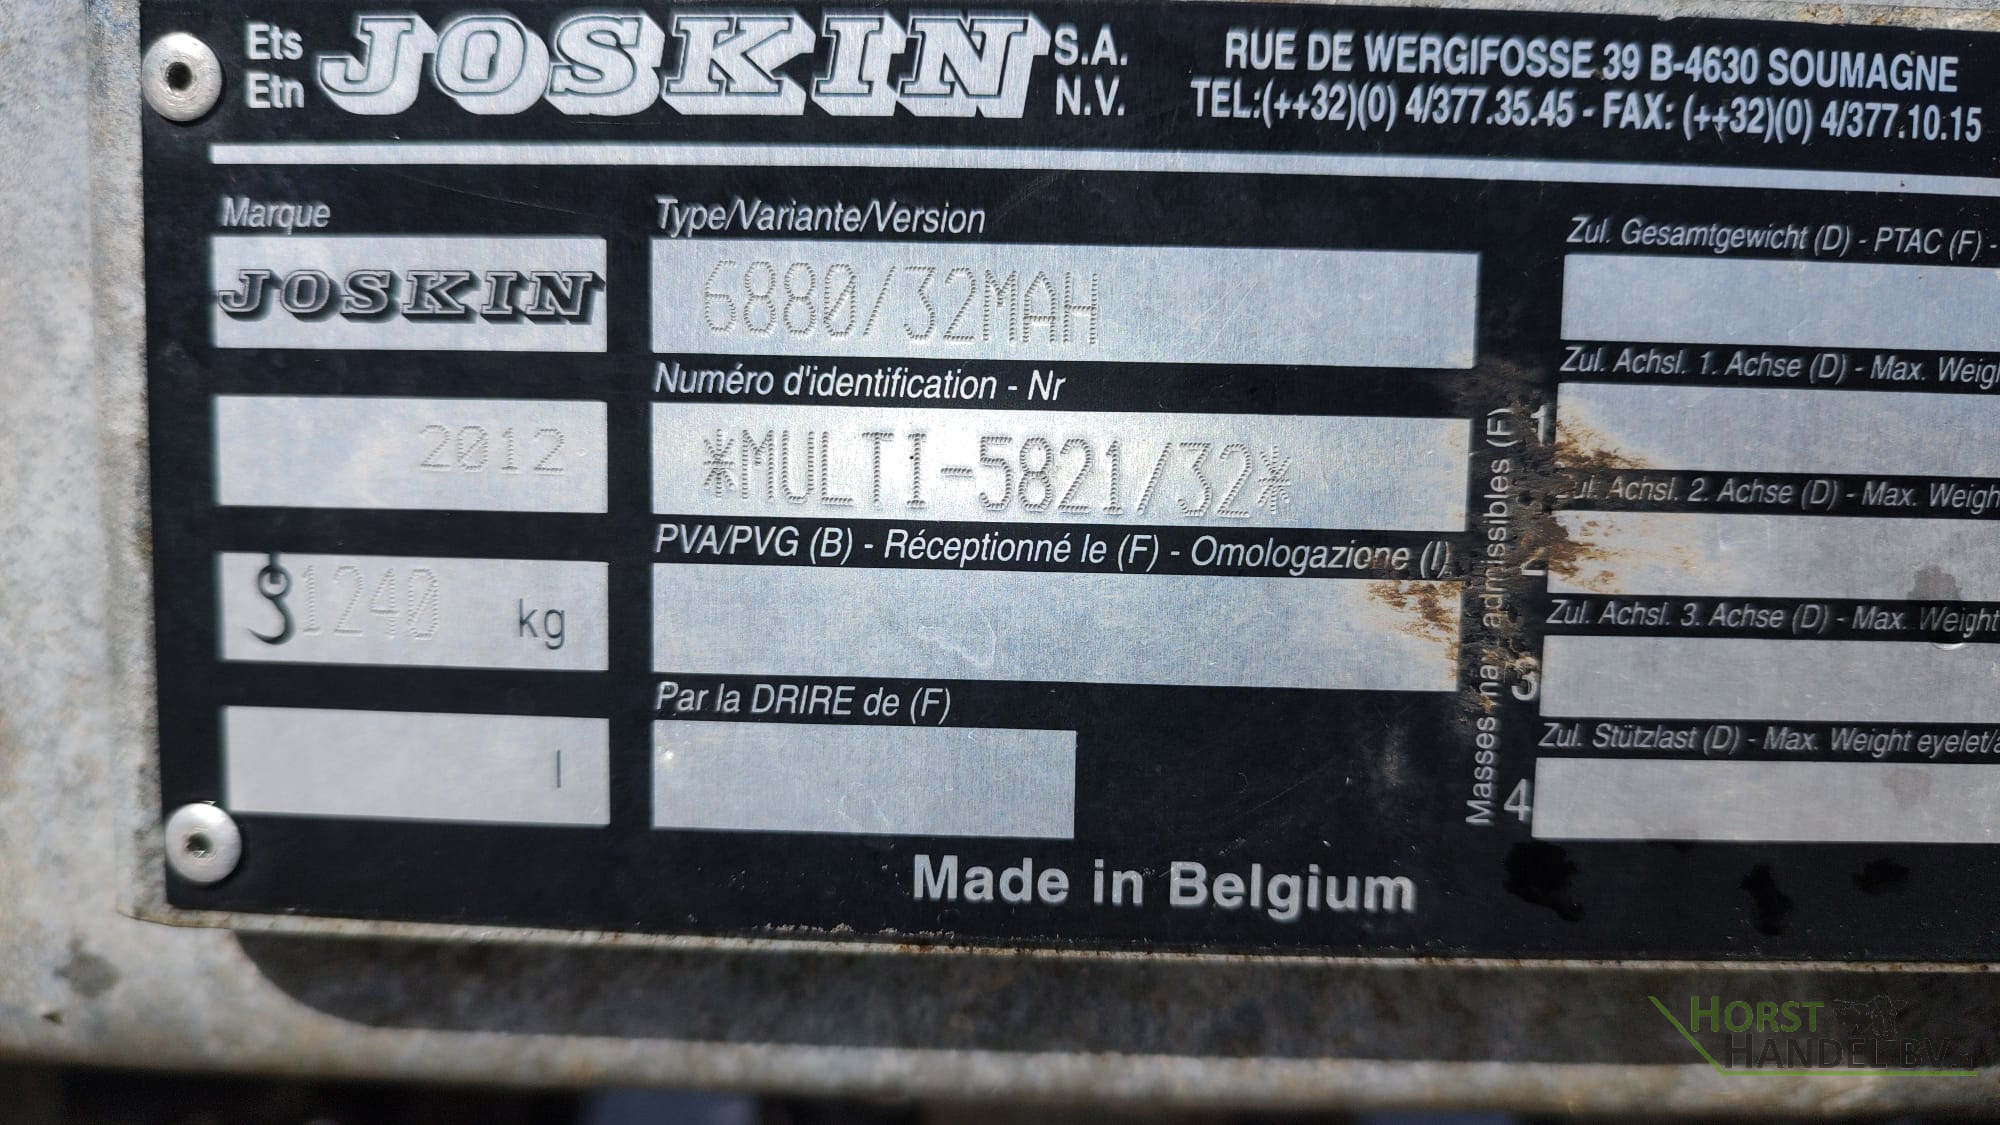 Ets JOSKIN S.A.
Etn N.V.
RUE DE WERGIFOSSE 39 B-4630 SOUMAGNE
TEL:(++32)(0) 4/377.35.45 - FAX: (++32)(0) 4/377.10.15
Marque
JOSKIN
2012
1240 kg
l
Type/Variante/Version
6880/32MAH
Numéro d'identification - Nr
*MULTI-5821/32*
PVA/PVG (B) - Réceptionné le (F) - Omologazione (I)
Par la DRIRE de (F)
Made in Belgium
Masses admissibles (F)
Zul. Gesamtgewicht (D) - PTAC (F) -
1
Zul. Achsl. 1. Achse (D) - Max. Weigh
2
Zul. Achsl. 2. Achse (D) - Max. Weigh
3
Zul. Achsl. 3. Achse (D) - Max. Weight
4
Zul. Stützlast (D) - Max. Weight eyelet/a
HORST
HANDEL BV